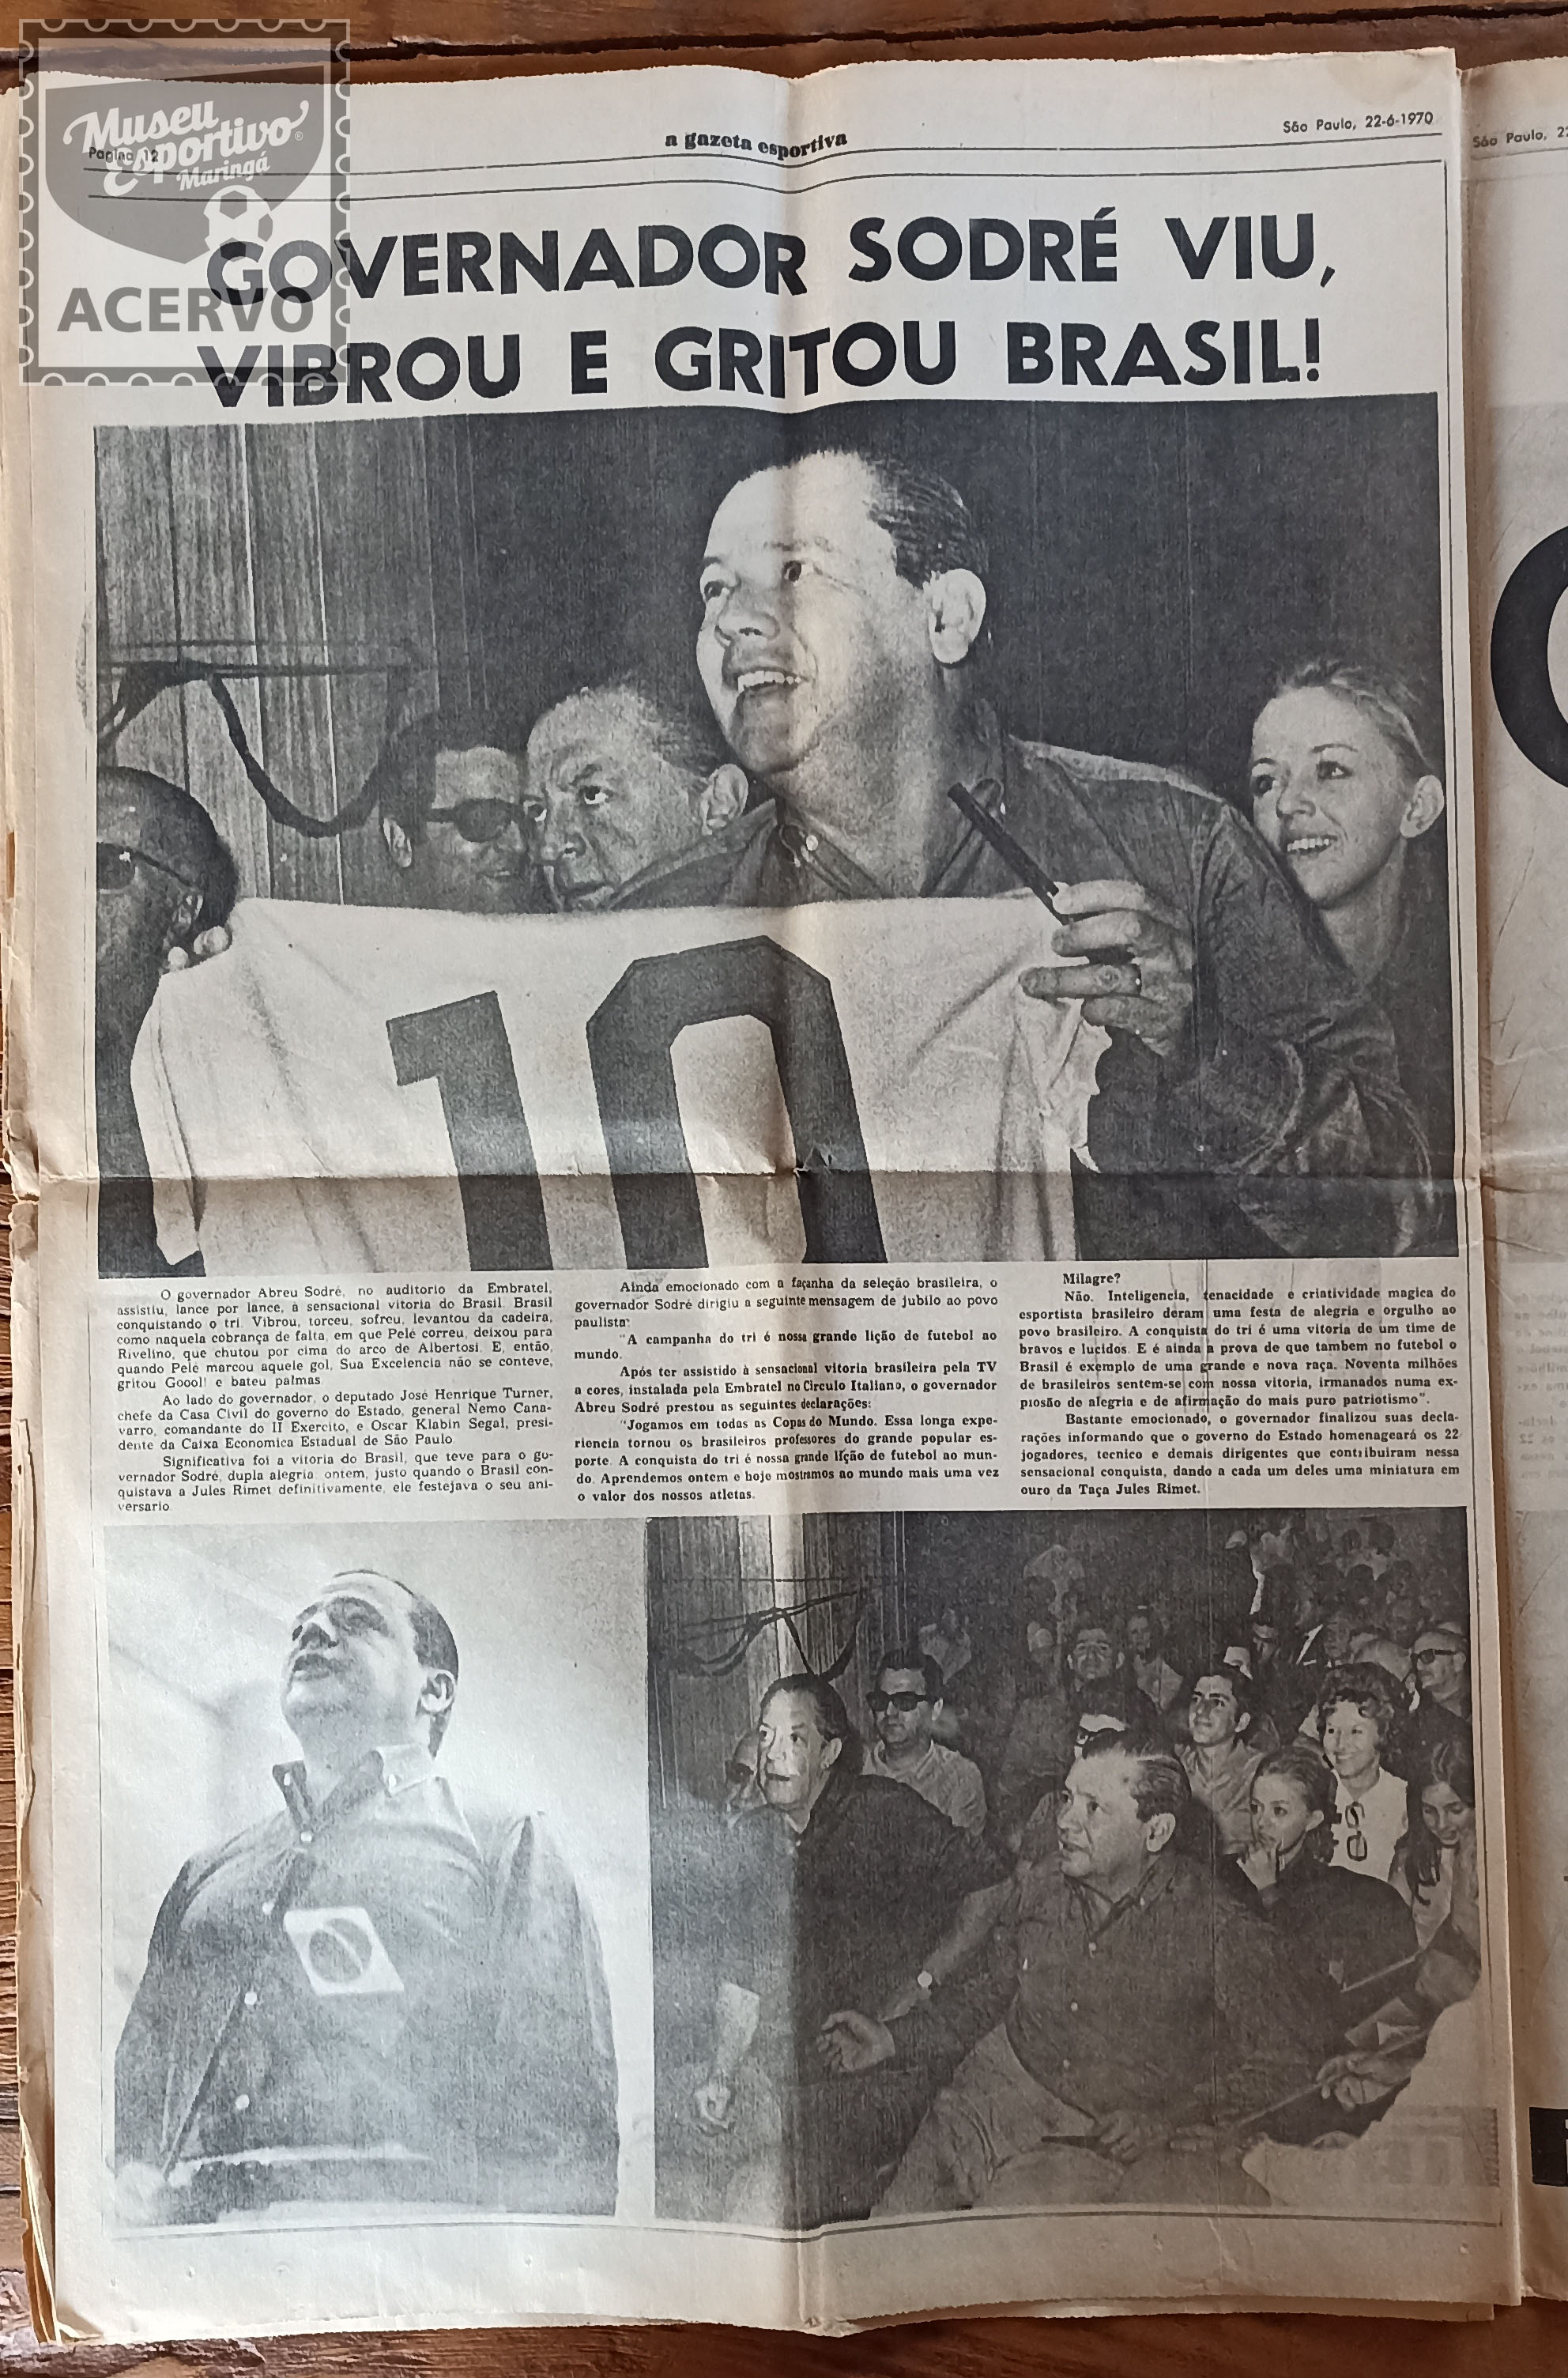 Museu
Esportivo®
Maringá
ACERVO
Pagina 12
a gazeta esportiva
São Paulo, 22-6-1970
São Paulo, 22
GOVERNADOR SODRÉ VIU,
VIBROU E GRITOU BRASIL!
10
O governador Abreu Sodré, no auditorio da Embratel,
assistiu, lance por lance, à sensacional vitoria do Brasil. Brasil
conquistando o tri. Vibrou, torceu, sofreu, levantou da cadeira,
como naquela cobrança de falta, em que Pelé correu, deixou para
Rivelino, que chutou por cima do arco de Albertosi. E, então,
quando Pelé marcou aquele gol, Sua Excelencia não se conteve,
gritou Goool! e bateu palmas.
Ao lado do governador, o deputado José Henrique Turner,
chefe da Casa Civil do governo do Estado, general Nemo Cana-
varro, comandante do II Exercito, e Oscar Klabin Segal, presi-
dente da Caixa Economica Estadual de São Paulo.
Significativa foi a vitoria do Brasil, que teve para o go-
vernador Sodré, dupla alegria: ontem, justo quando o Brasil con-
quistava a Jules Rimet definitivamente, ele festejava o seu ani-
versario.
Ainda emocionado com a façanha da seleção brasileira, o
governador Sodré dirigiu a seguinte mensagem de jubilo ao povo
paulista:
"A campanha do tri é nossa grande lição de futebol ao
mundo.
Após ter assistido à sensacional vitoria brasileira pela TV
a cores, instalada pela Embratel no Circulo Italiano, o governador
Abreu Sodré prestou as seguintes declarações:
"Jogamos em todas as Copas do Mundo. Essa longa expe-
riencia tornou os brasileiros professores do grande popular es-
porte. A conquista do tri é nossa grande lição de futebol ao mun-
do. Aprendemos ontem e hoje mostramos ao mundo mais uma vez
o valor dos nossos atletas.
Milagre?
Não. Inteligencia, tenacidade e criatividade magica do
esportista brasileiro deram uma festa de alegria e orgulho ao
povo brasileiro. A conquista do tri é uma vitoria de um time de
bravos e lucidos. E é ainda a prova de que tambem no futebol o
Brasil é exemplo de uma grande e nova raça. Noventa milhões
de brasileiros sentem-se com nossa vitoria, irmanados numa ex-
plosão de alegria e de afirmação do mais puro patriotismo".
Bastante emocionado, o governador finalizou suas decla-
rações informando que o governo do Estado homenageará os 22
jogadores, tecnico e demais dirigentes que contribuiram nessa
sensacional conquista, dando a cada um deles uma miniatura em
ouro da Taça Jules Rimet.